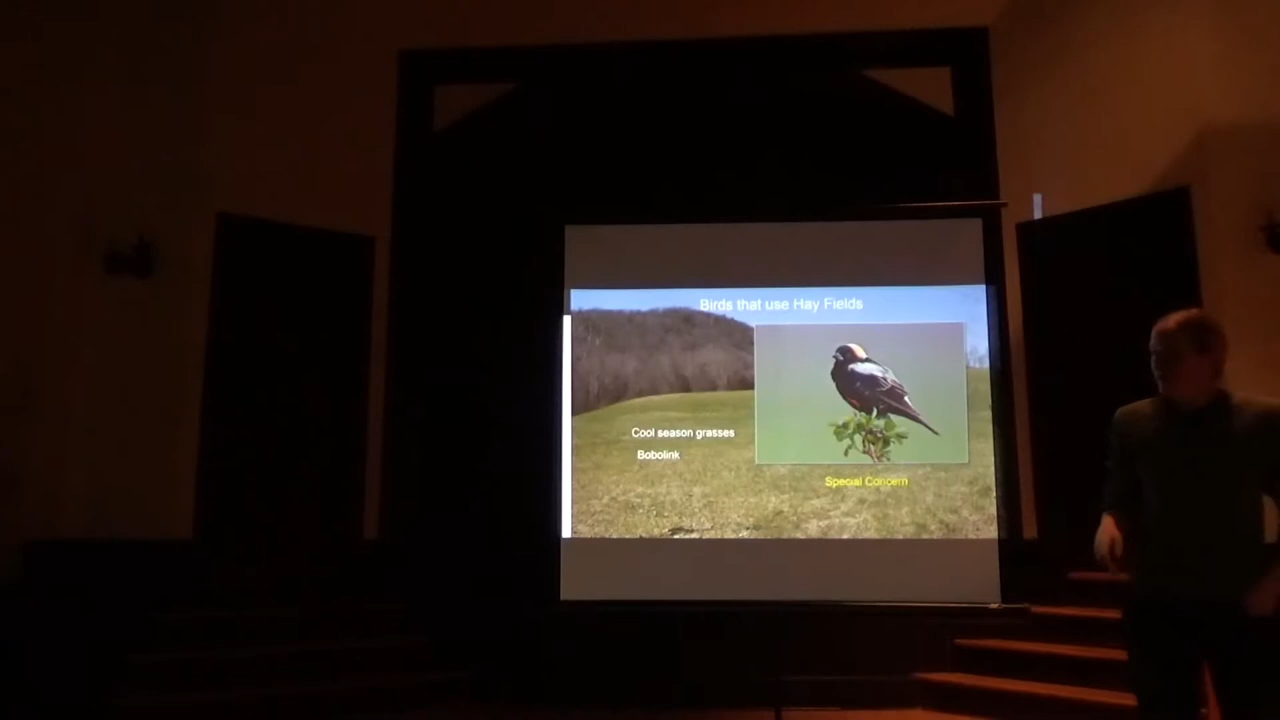 Birds that use Hay Fields
Cool season grasses
Bobolink
Special Concern